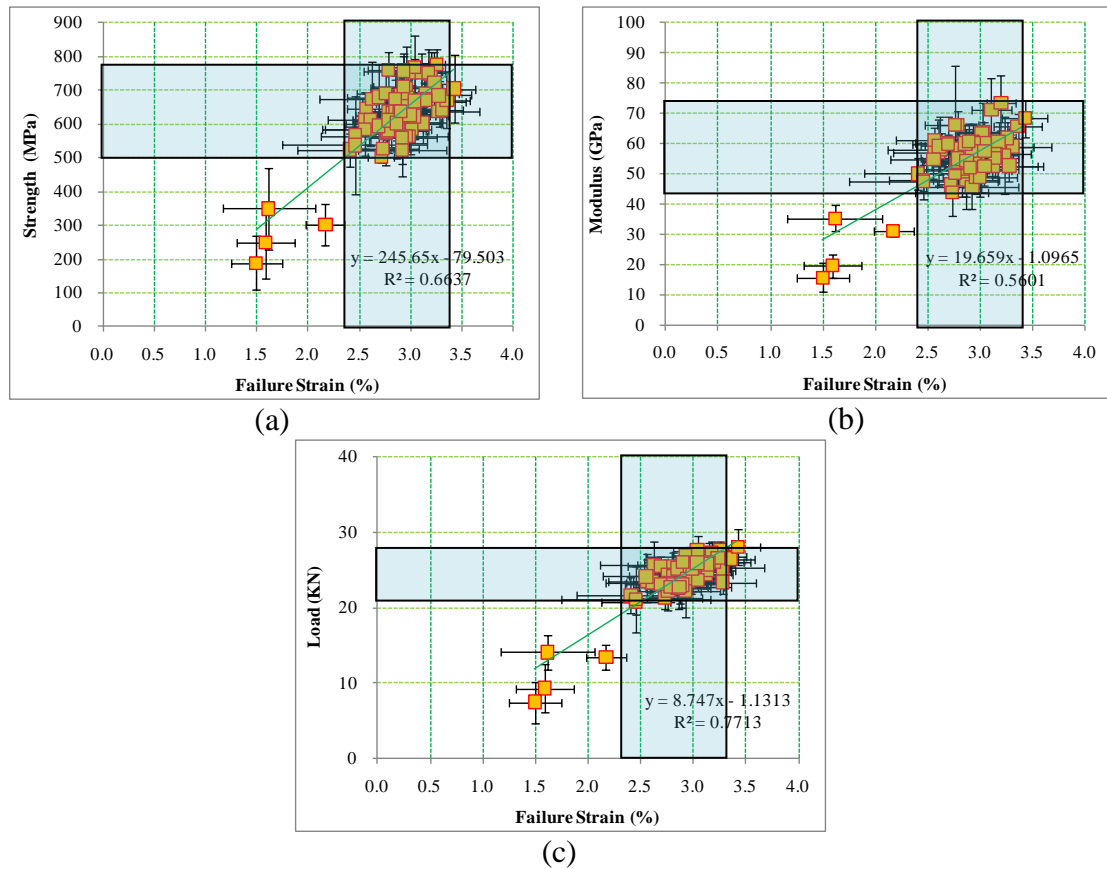 900
800
700
600
500
400
300
200
100
0
Strength (MPa)
y = 245.65x - 79.503
R² = 0.6637
0.0 0.5 1.0 1.5 2.0 2.5 3.0 3.5 4.0
Failure Strain (%)
(a)
100
90
80
70
60
50
40
30
20
10
0
Modulus (GPa)
y = 19.659x - 1.0965
R² = 0.5601
0.0 0.5 1.0 1.5 2.0 2.5 3.0 3.5 4.0
Failure Strain (%)
(b)
40
30
20
10
0
Load (KN)
y = 8.747x - 1.1313
R² = 0.7713
0.0 0.5 1.0 1.5 2.0 2.5 3.0 3.5 4.0
Failure Strain (%)
(c)